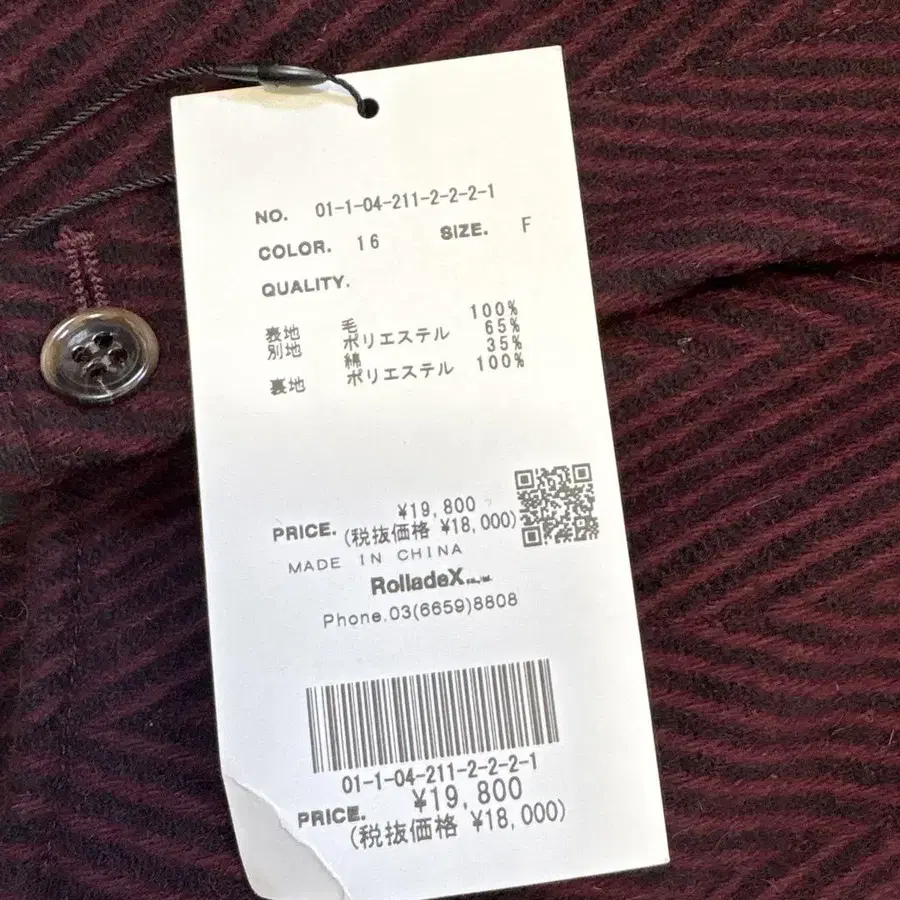 NO. 01-1-04-211-2-2-2-1
COLOR. 16 SIZE. F
QUALITY.
表地 毛 100%
別地 ポリエステル 65%
綿 35%
裏地 ポリエステル 100%
¥19,800
PRICE. (税抜価格 ¥18,000)
MADE IN CHINA
RolladeX
Phone.03(6659)8808
01-1-04-211-2-2-2-1
PRICE. ¥19,800
(税抜価格 ¥18,000)